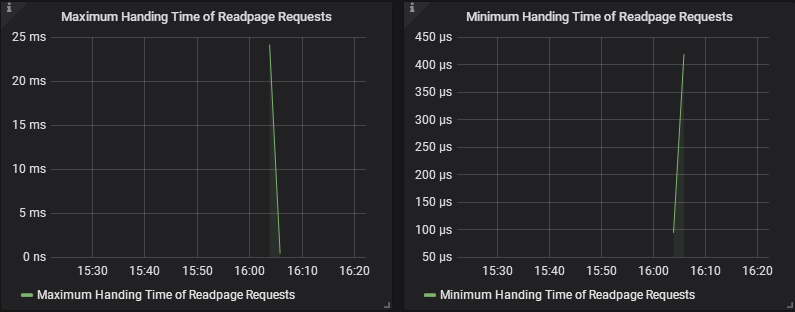 Maximum Handing Time of Readpage Requests
25 ms
20 ms
15 ms
10 ms
5 ms
0 ns
15:30 15:40 15:50 16:00 16:10 16:20
Maximum Handing Time of Readpage Requests
Minimum Handing Time of Readpage Requests
450 µs
400 µs
350 µs
300 µs
250 µs
200 µs
150 µs
100 µs
50 µs
15:30 15:40 15:50 16:00 16:10 16:20
Minimum Handing Time of Readpage Requests